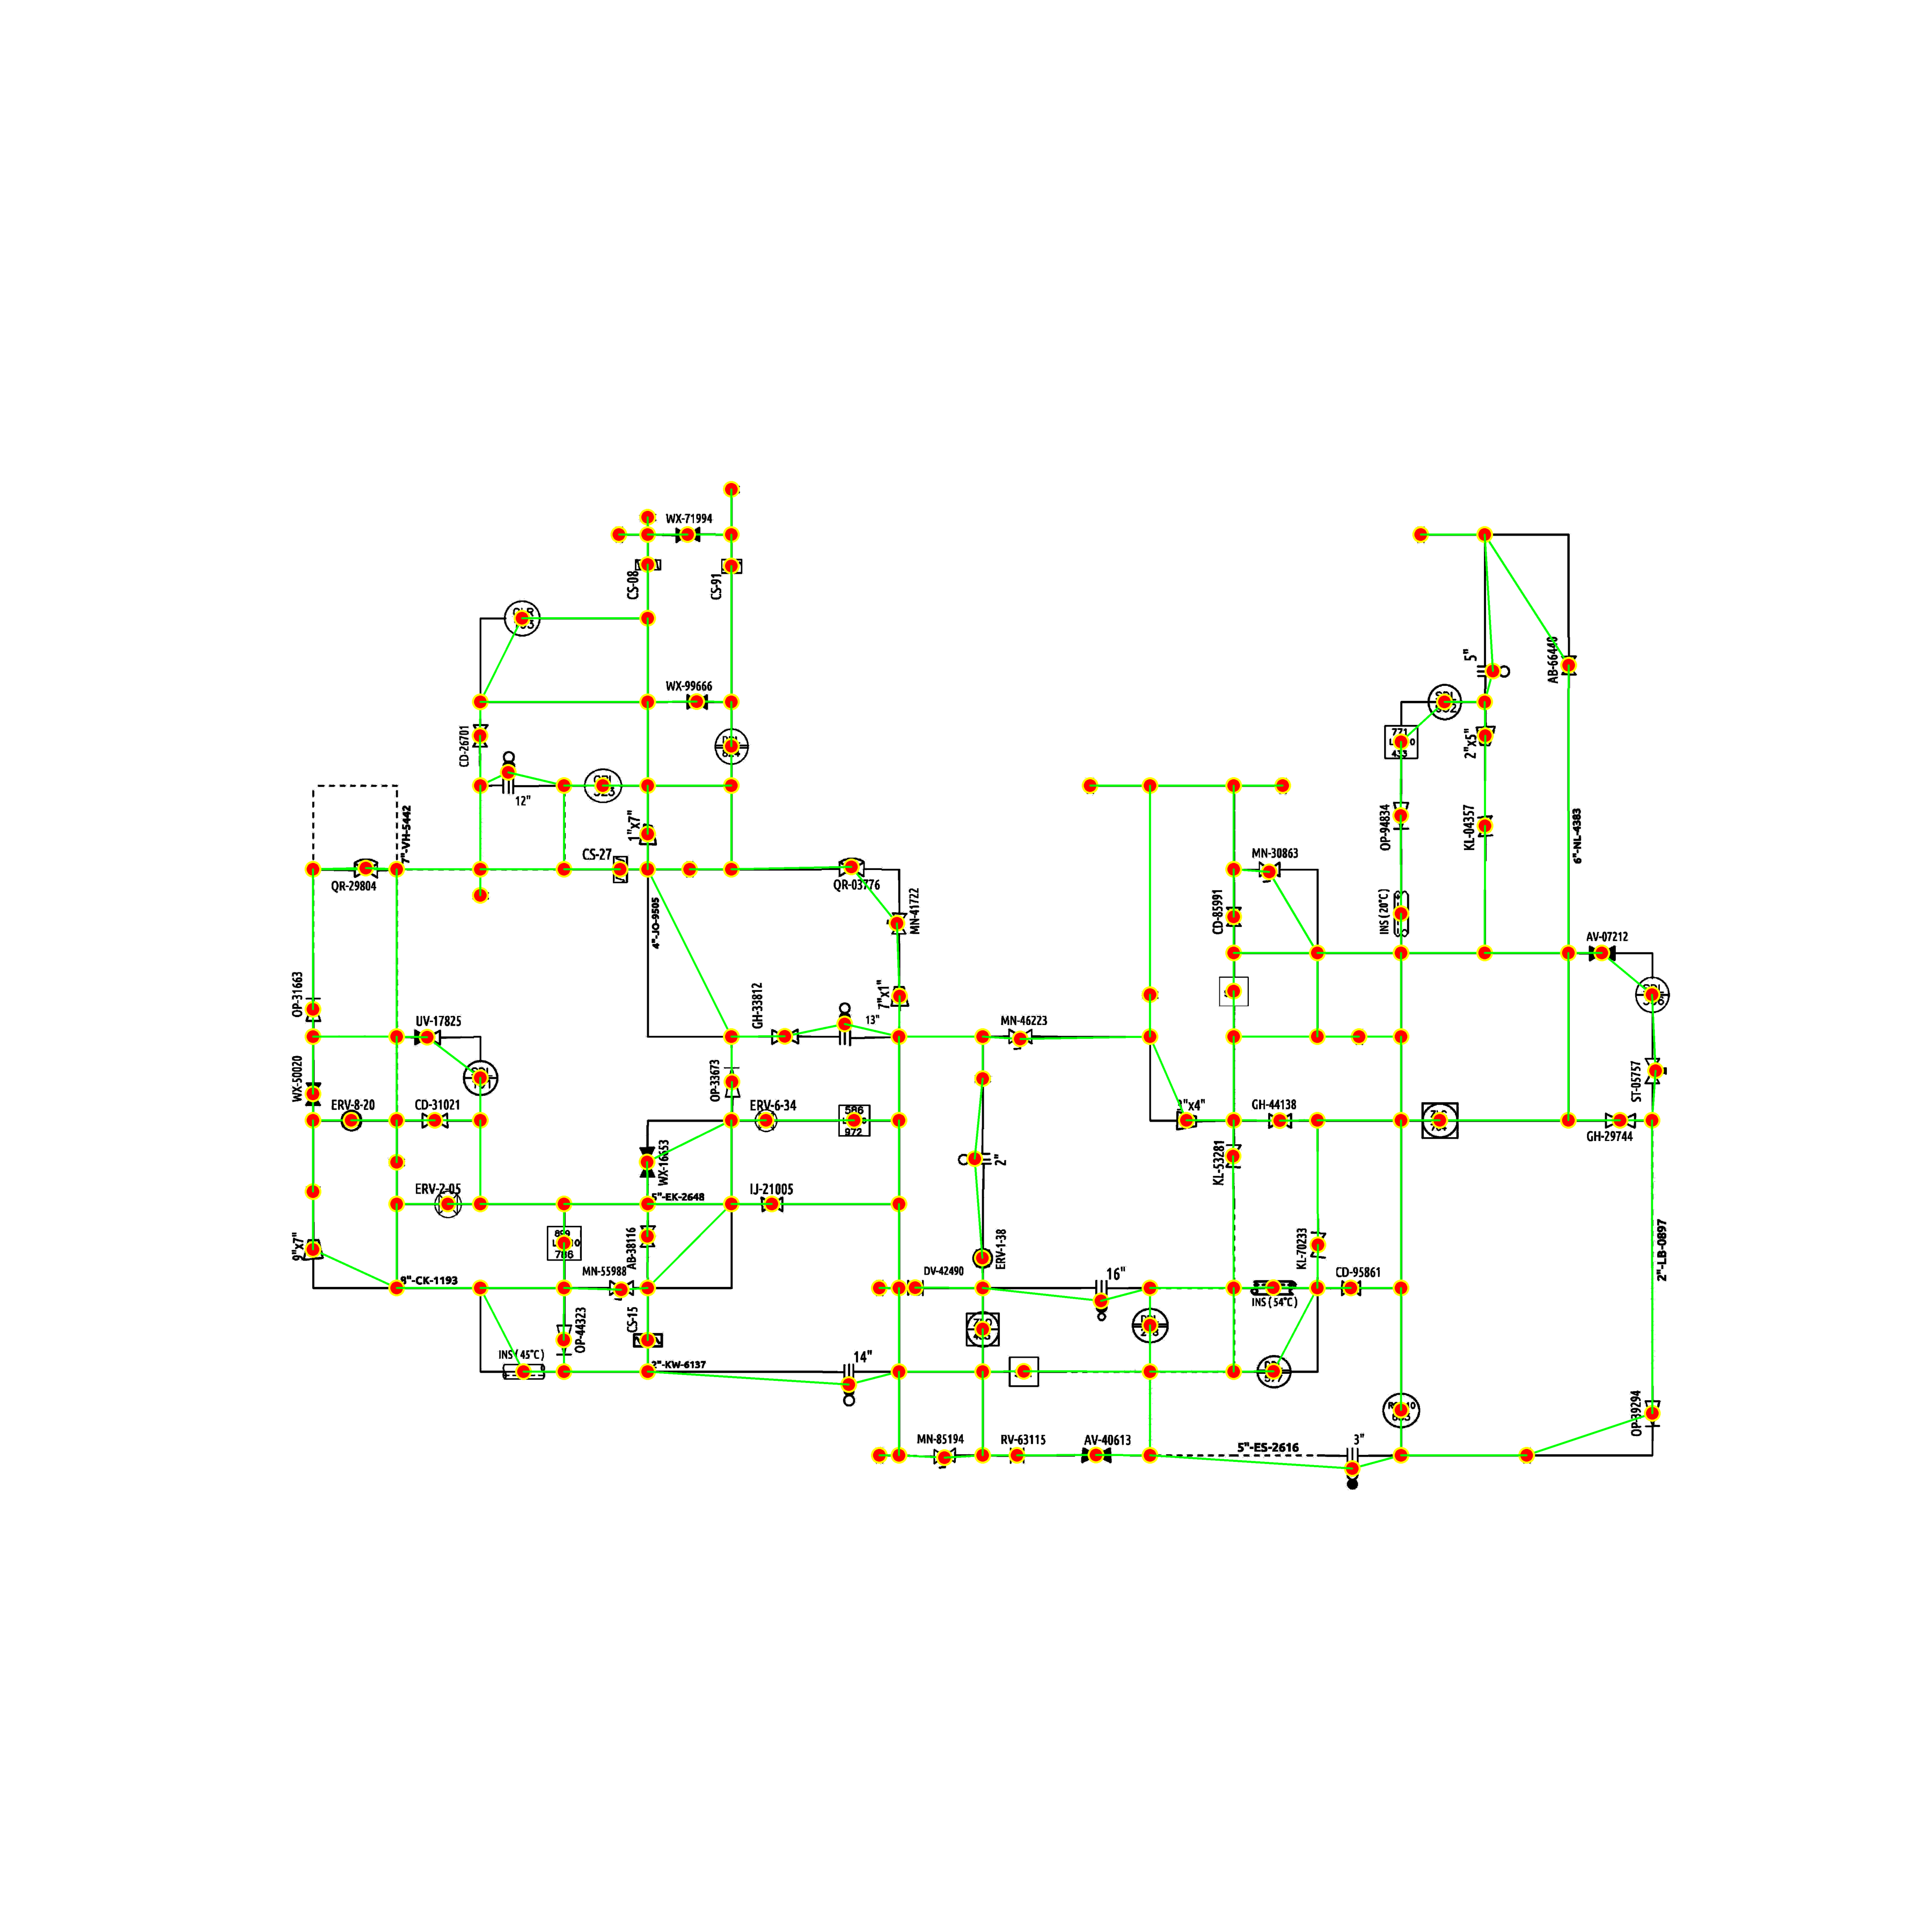 WX-71994
CS-08
CS-91
5"
AB-66440
WX-99666
CD-26701
2"x5"
771
433
12"
7"-VH-5442
1"x7"
OP-94834
KL-04357
6"-NL-4383
CS-27
MN-30863
QR-29804
QR-03776
4"-JO-9505
MN-41722
CD-85991
INS(20°C)
AV-07212
OP-31663
GH-33812
7"x1"
UV-17825
13"
MN-46223
WX-50020
OP-33673
ST-05757
ERV-8-20
CD-31021
ERV-6-34
586
972
GH-44138
GH-29744
WX-16553
2"
KL-53281
ERV-2-05
5"-EK-2648
IJ-21005
9"x7"
786
AB-38116
ERV-1-38
KL-70233
2"-LB-0897
MN-55988
DV-42490
16"
CD-95861
9"-CK-1193
INS(54°C)
OP-44323
CS-15
INS(45°C)
2"-KW-6137
14"
OP-39294
MN-85194
RV-63115
AV-40613
5"-ES-2616
3"